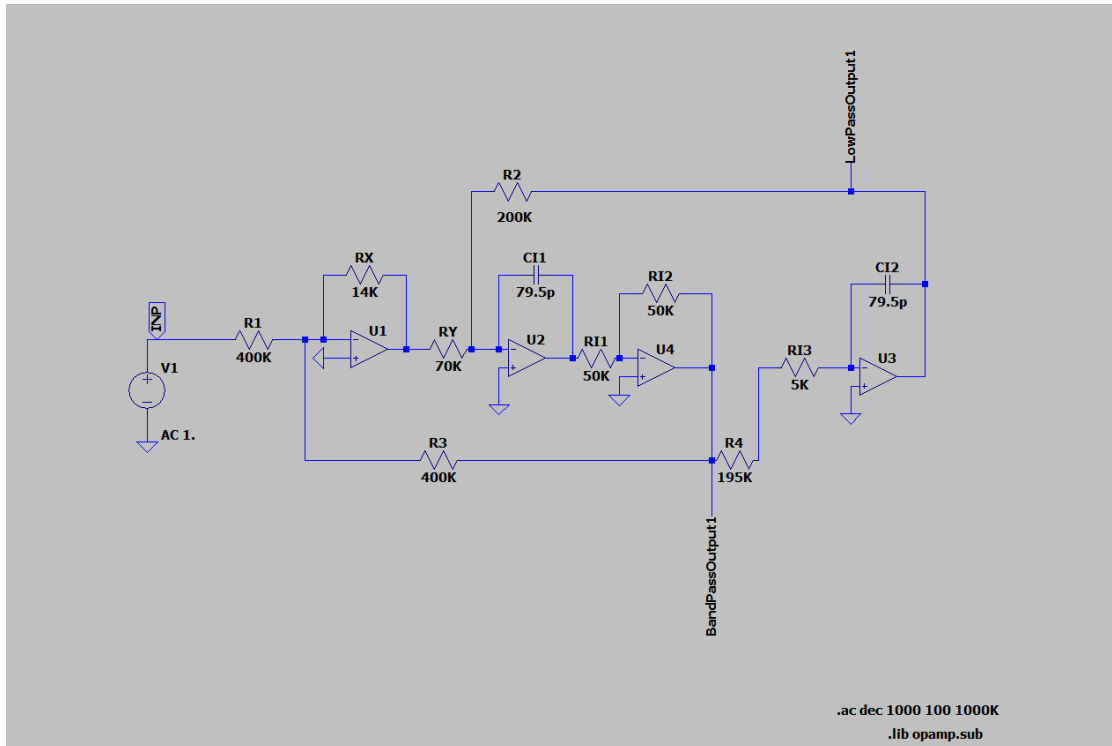 LowPassOutput1
R2
200K
RX
14K
CI1
79.5p
CI2
79.5p
RI2
50K
INP
R1
400K
U1
RY
70K
U2
RI1
50K
U4
RI3
5K
U3
V1
AC 1.
R3
400K
R4
195K
BandPassOutput1
.ac dec 1000 100 1000K
.lib opamp.sub